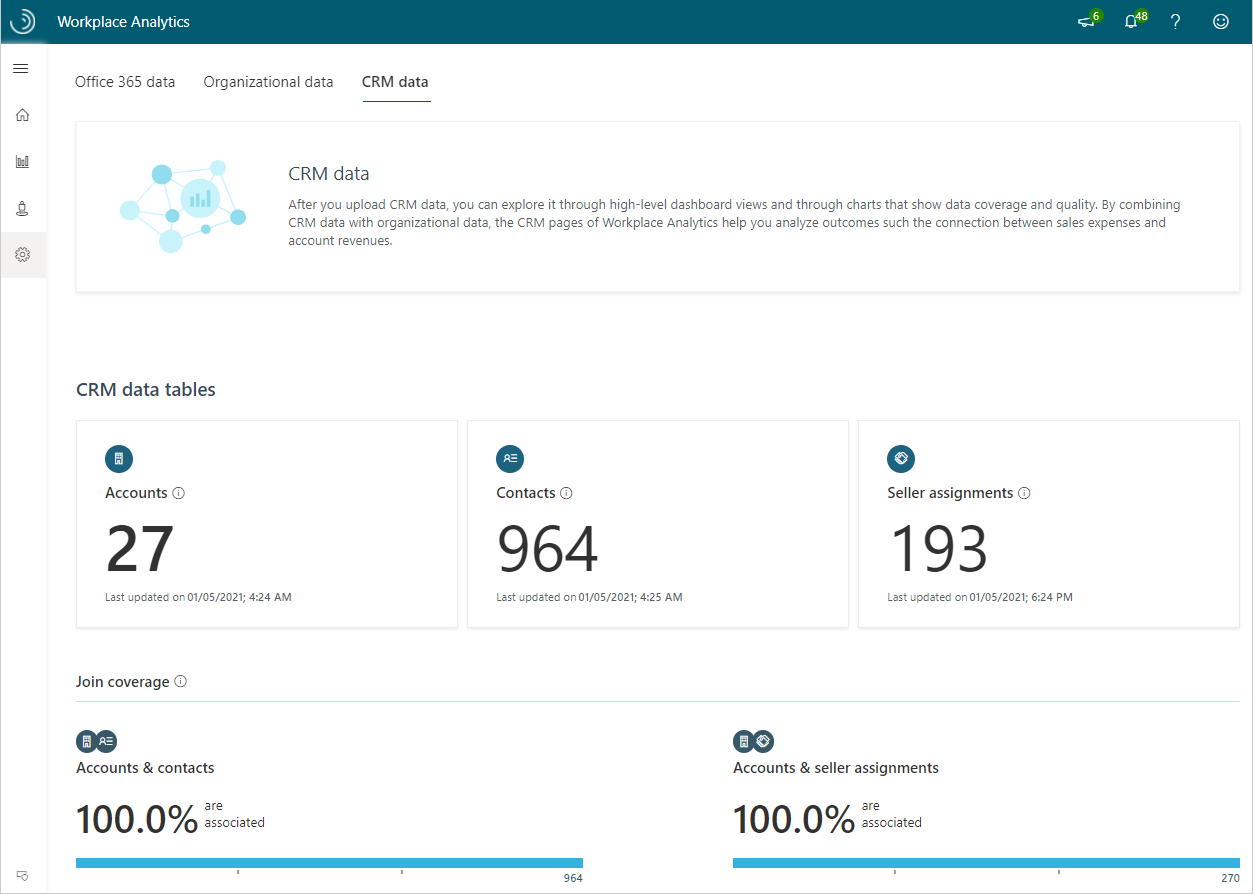 Workplace Analytics
6
48
Office 365 data
Organizational data
CRM data
CRM data
After you upload CRM data, you can explore it through high-level dashboard views and through charts that show data coverage and quality. By combining
CRM data with organizational data, the CRM pages of Workplace Analytics help you analyze outcomes such the connection between sales expenses and
account revenues.
CRM data tables
Accounts
27
Last updated on 01/05/2021; 4:24 AM
Contacts
964
Last updated on 01/05/2021; 4:25 AM
Seller assignments
193
Last updated on 01/05/2021; 6:24 PM
Join coverage
Accounts & contacts
100.0%
are
associated
964
Accounts & seller assignments
100.0%
are
associated
270